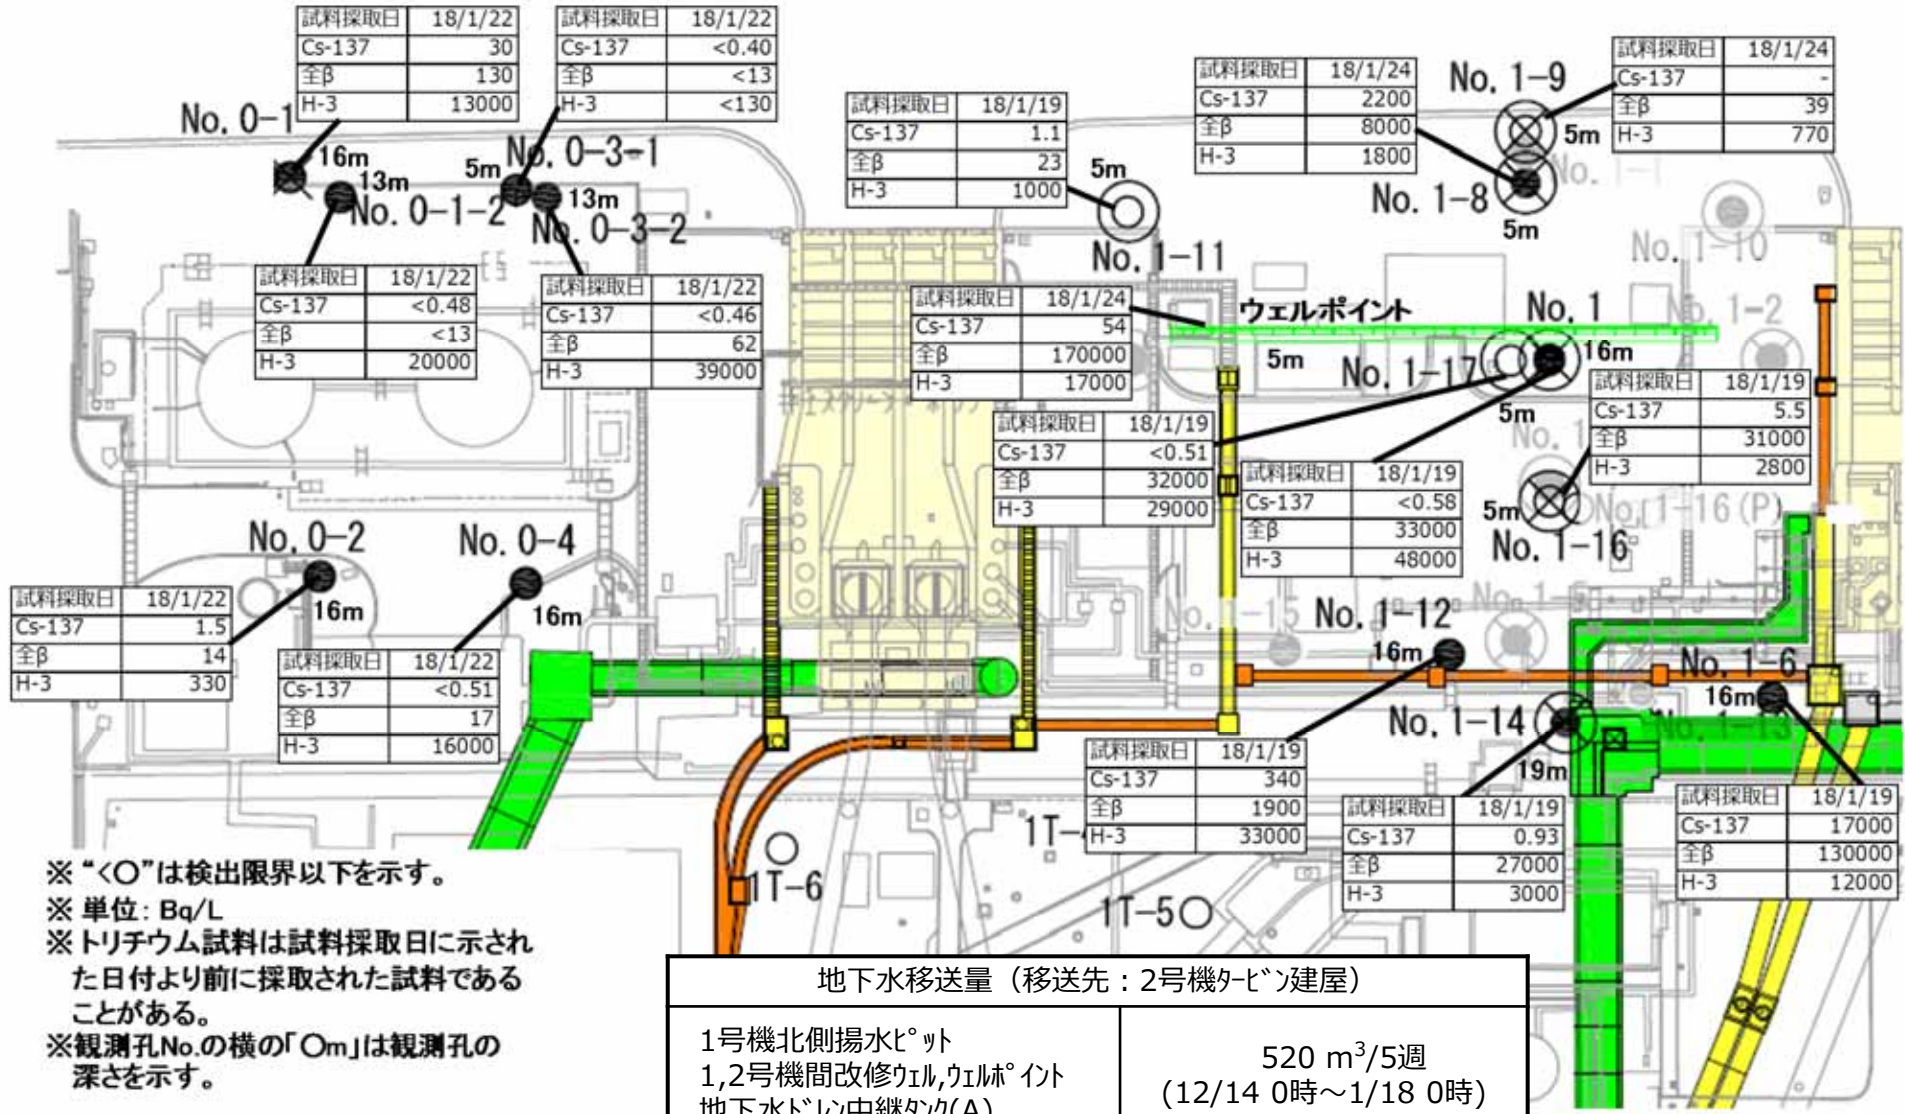 試料採取日 18/1/22
Cs-137 30
全β 130
H-3 13000
試料採取日 18/1/22
Cs-137 <0.40
全β <13
H-3 <130
試料採取日 18/1/19
Cs-137 1.1
全β 23
H-3 1000
試料採取日 18/1/24
Cs-137 2200
全β 8000
H-3 1800
試料採取日 18/1/24
Cs-137 -
全β 39
H-3 770
No. 0-1
16m
13m
No. 0-1-2
5m
No. 0-3-1
13m
No. 0-3-2
5m
No. 1-11
No. 1-9
5m
No. 1-8
5m
No. 1-10
試料採取日 18/1/22
Cs-137 <0.48
全β <13
H-3 20000
試料採取日 18/1/22
Cs-137 <0.46
全β 62
H-3 39000
試料採取日 18/1/24
Cs-137 54
全β 170000
H-3 17000
ウェルポイント
5m
No. 1
16m
No. 1-17
5m
No. 1-2
試料採取日 18/1/19
Cs-137 <0.51
全β 32000
H-3 29000
試料採取日 18/1/19
Cs-137 <0.58
全β 33000
H-3 48000
試料採取日 18/1/19
Cs-137 5.5
全β 31000
H-3 2800
5m
No. 1-16(P)
No. 1-16
No. 0-2
16m
No. 0-4
16m
No. 1-15
No. 1-12
16m
No. 1-5
No. 1-6
16m
No. 1-14
19m
No. 1-13
試料採取日 18/1/22
Cs-137 1.5
全β 14
H-3 330
試料採取日 18/1/22
Cs-137 <0.51
全β 17
H-3 16000
試料採取日 18/1/19
Cs-137 340
全β 1900
H-3 33000
試料採取日 18/1/19
Cs-137 0.93
全β 27000
H-3 3000
試料採取日 18/1/19
Cs-137 17000
全β 130000
H-3 12000
1T-6
1T-5
※ “<○”は検出限界以下を示す。
※ 単位: Bq/L
※ トリチウム試料は試料採取日に示され
た日付より前に採取された試料である
ことがある。
※観測孔No.の横の「○m」は観測孔の
深さを示す。
地下水移送量（移送先：2号機ﾀｰﾋﾞﾝ建屋）
1号機北側揚水ﾋﾟｯﾄ
1,2号機間改修ｳｪﾙ,ｳｪﾙﾎﾟｲﾝﾄ
地下水ﾄﾞﾚﾝ中継ﾀﾝｸ(A)
520 m³/5週
(12/14 0時～1/18 0時)